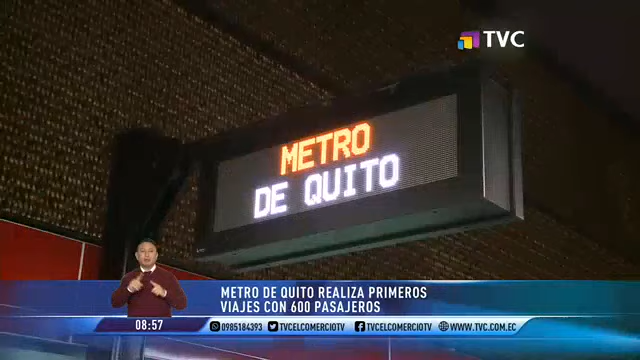 TVC
METRO
DE QUITO
METRO DE QUITO REALIZA PRIMEROS
VIAJES CON 600 PASAJEROS
08:57
0985184393 TVCELCOMERCIOTV TVCELCOMERCIOTV WWW.TVC.COM.EC